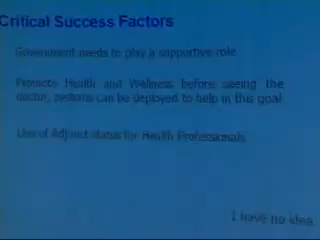 Critical Success Factors
Government needs to play a supportive role
Promote Health and Wellness before seeing the
doctor, systems can be deployed to help in this goal
Use of Adjunct status for Health Professionals
I have no idea